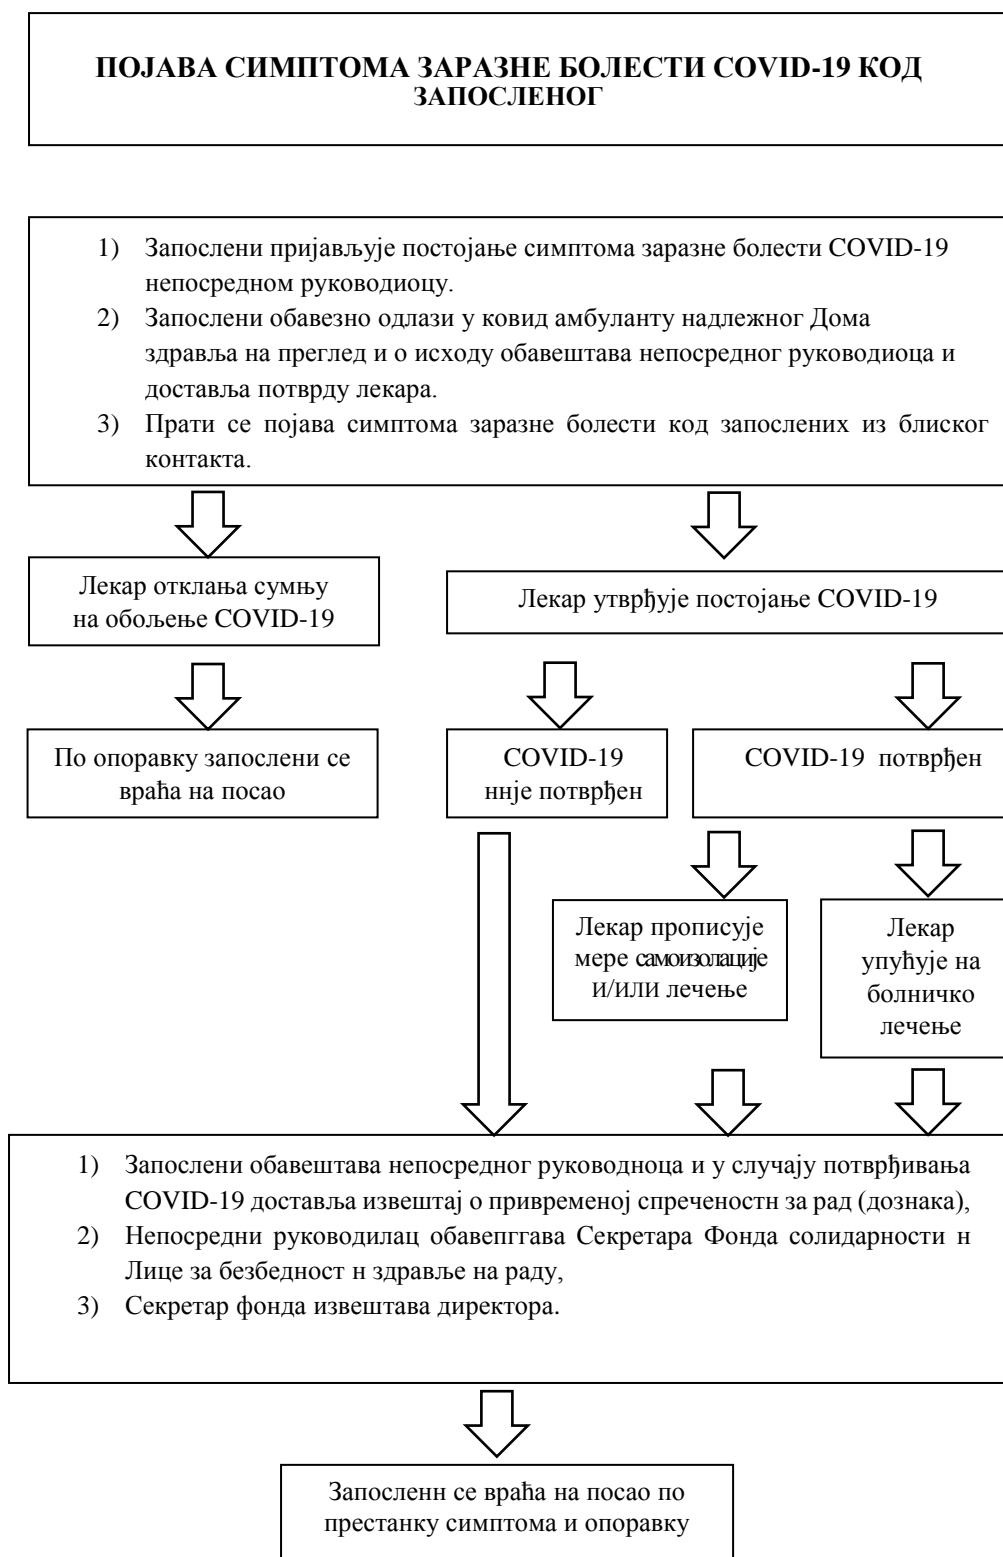 ПОЈАВА СИМПТОМА ЗАРАЗНЕ БОЛЕСТИ COVID-19 КОД
ЗАПОСЛЕНОГ
1) Запослени пријављује постојање симптома заразне болести COVID-19
непосредном руководиоцу.
2) Запослени обавезно одлази у ковид амбуланту надлежног Дома
здравља на преглед и о исходу обавештава непосредног руководиоца и
доставља потврду лекара.
3) Прати се појава симптома заразне болести код запослених из блиског
контакта.
Лекар отклања сумњу
на обољење COVID-19
Лекар утврђује постојање COVID-19
По опоравку запослени се
враћа на посао
COVID-19
ннје потврђен
COVID-19 потврђен
Лекар прописује
мере самоизолације
И/ИЛИ лечење
Лекар
упућује на
болничко
лечење
1) Запослени обавештава непосредног руководноца и у случају потврђивања
COVID-19 доставља извештај о привременој спреченостн за рад (дознака),
2) Непосредни руководилац обавепггава Секретара Фонда солидарности н
Лице за безбедност н здравље на раду,
3) Секретар фонда извештава директора.
Запосленн се враћа на посао по
престанку симптома и опоравку